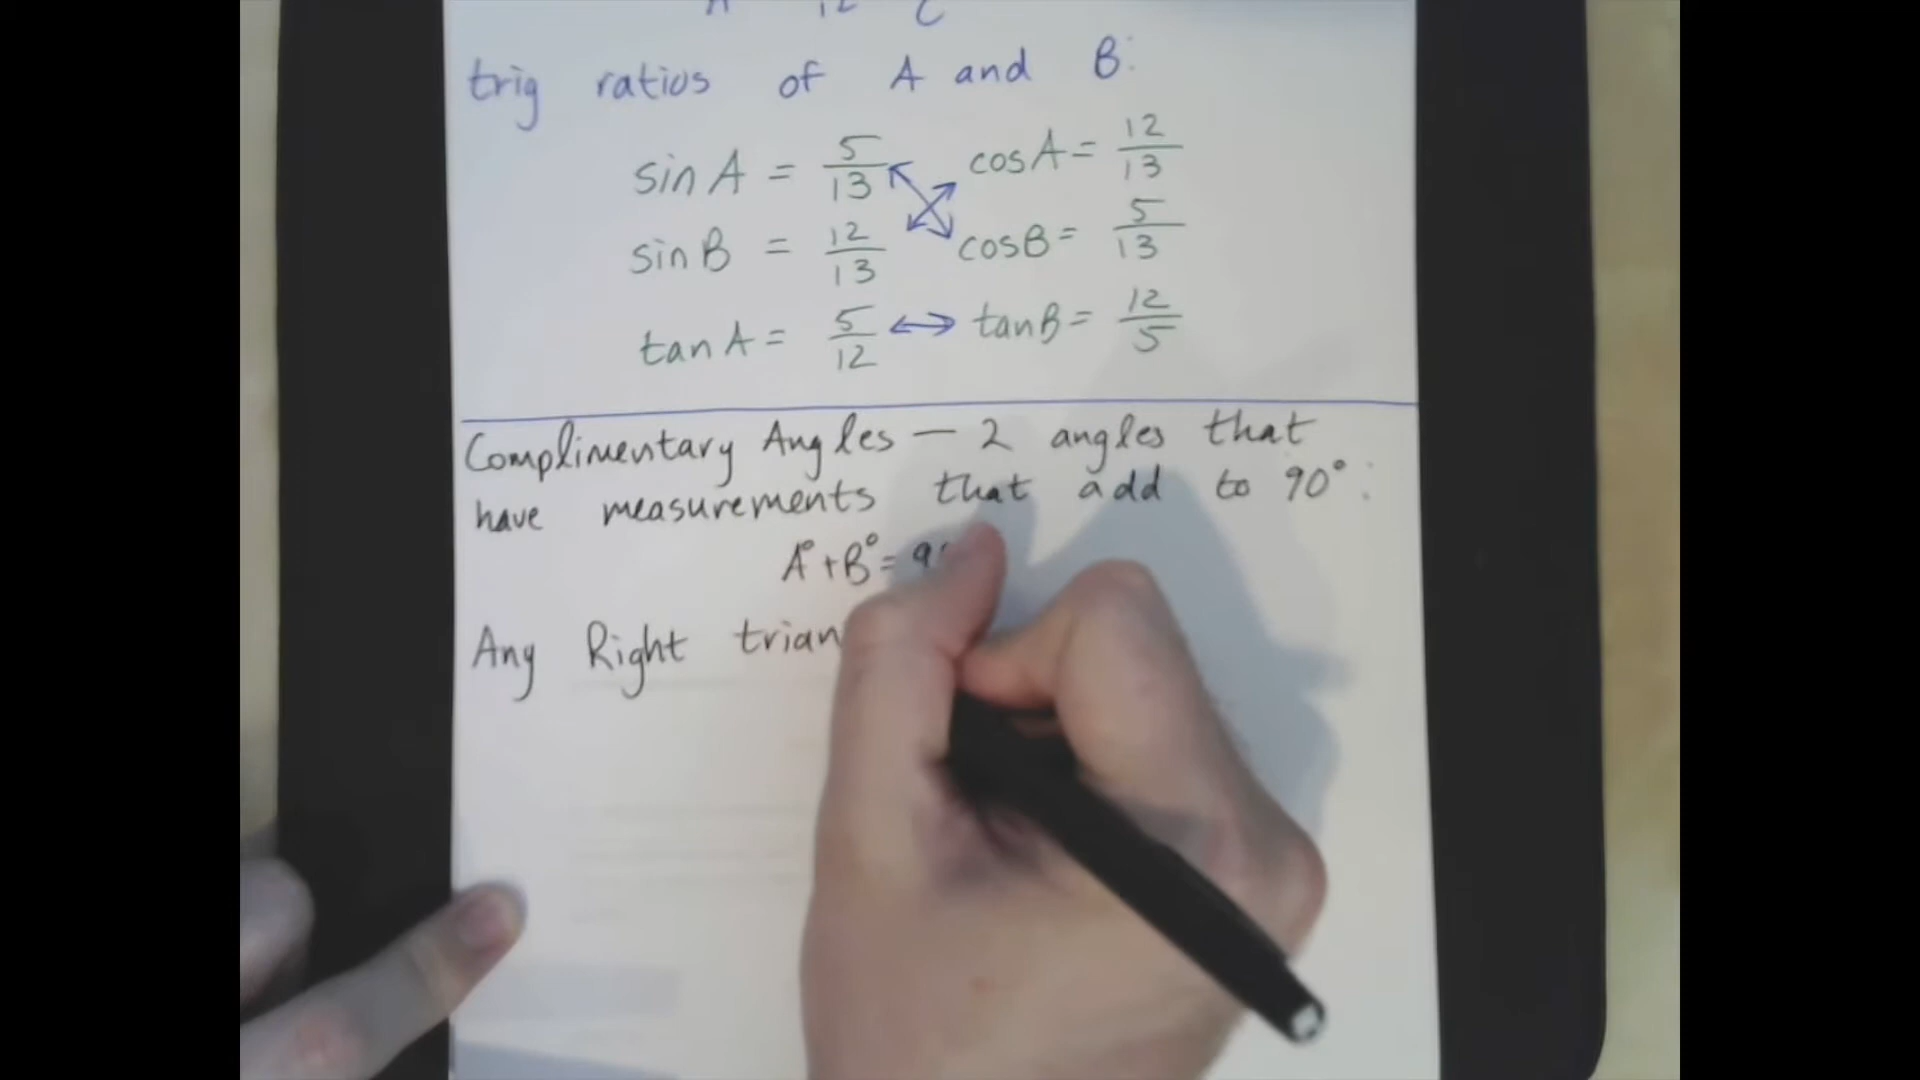 A 12 C
trig ratios of A and B:
sin A = 5/13 cos A = 12/13
sin B = 12/13 cos B = 5/13
tan A = 5/12 ↔ tan B = 12/5
Complimentary Angles — 2 angles that
have measurements that add to 90° :
A° + B° =
Any Right